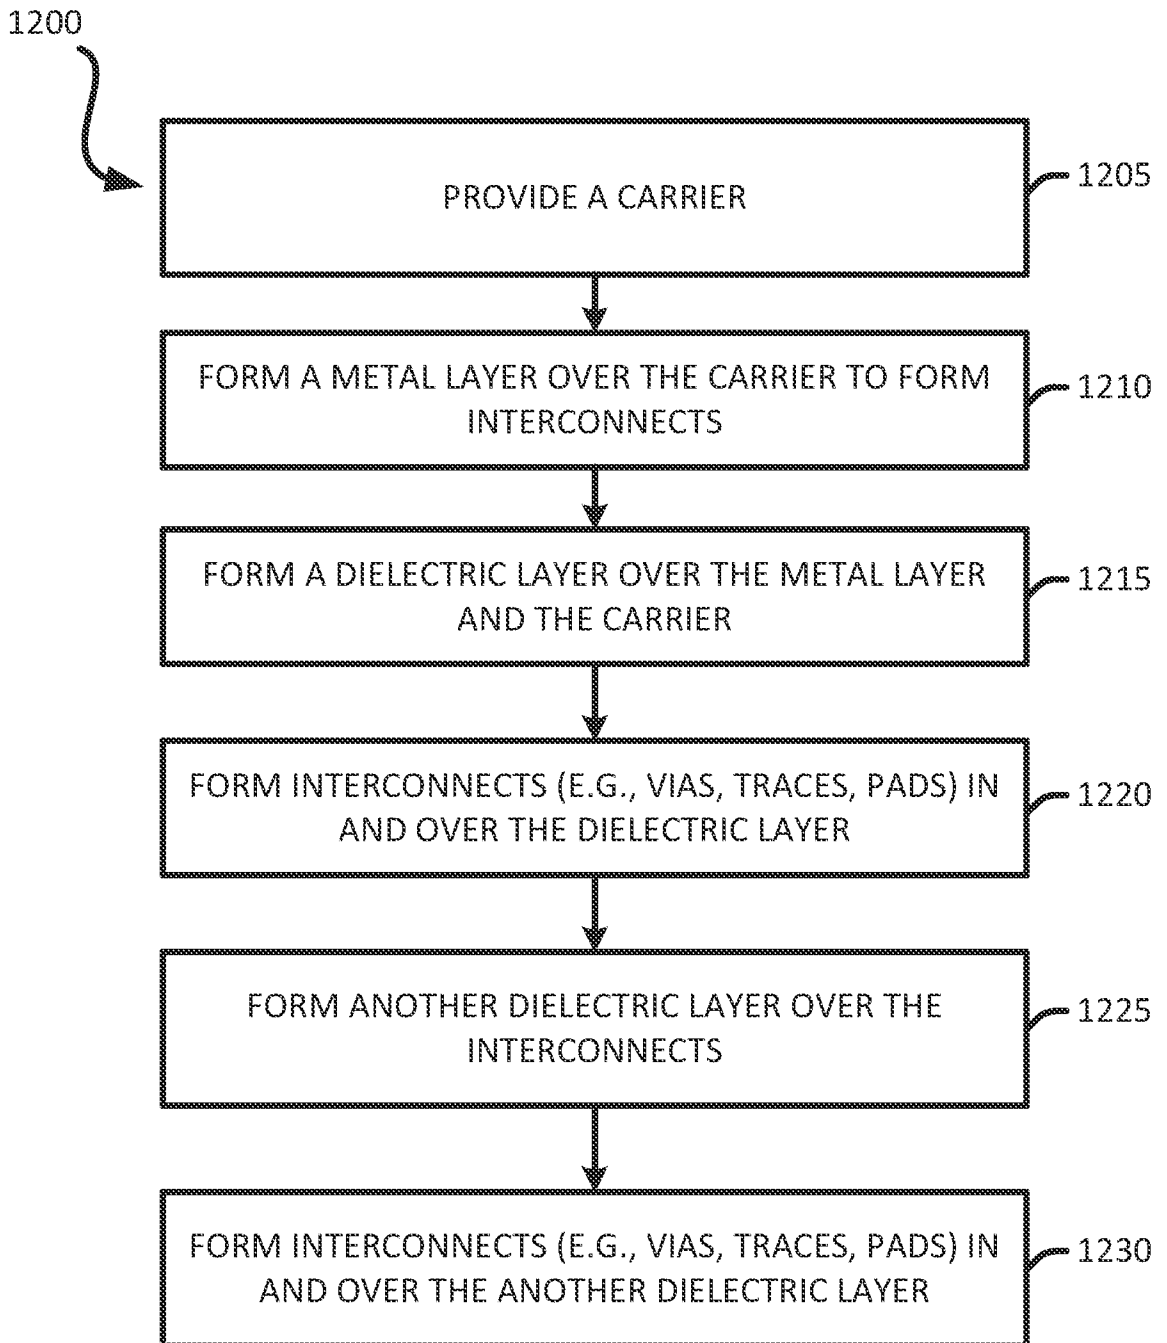 1200
PROVIDE A CARRIER
1205
FORM A METAL LAYER OVER THE CARRIER TO FORM
INTERCONNECTS
1210
FORM A DIELECTRIC LAYER OVER THE METAL LAYER
AND THE CARRIER
1215
FORM INTERCONNECTS (E.G., VIAS, TRACES, PADS) IN
AND OVER THE DIELECTRIC LAYER
1220
FORM ANOTHER DIELECTRIC LAYER OVER THE
INTERCONNECTS
1225
FORM INTERCONNECTS (E.G., VIAS, TRACES, PADS) IN
AND OVER THE ANOTHER DIELECTRIC LAYER
1230